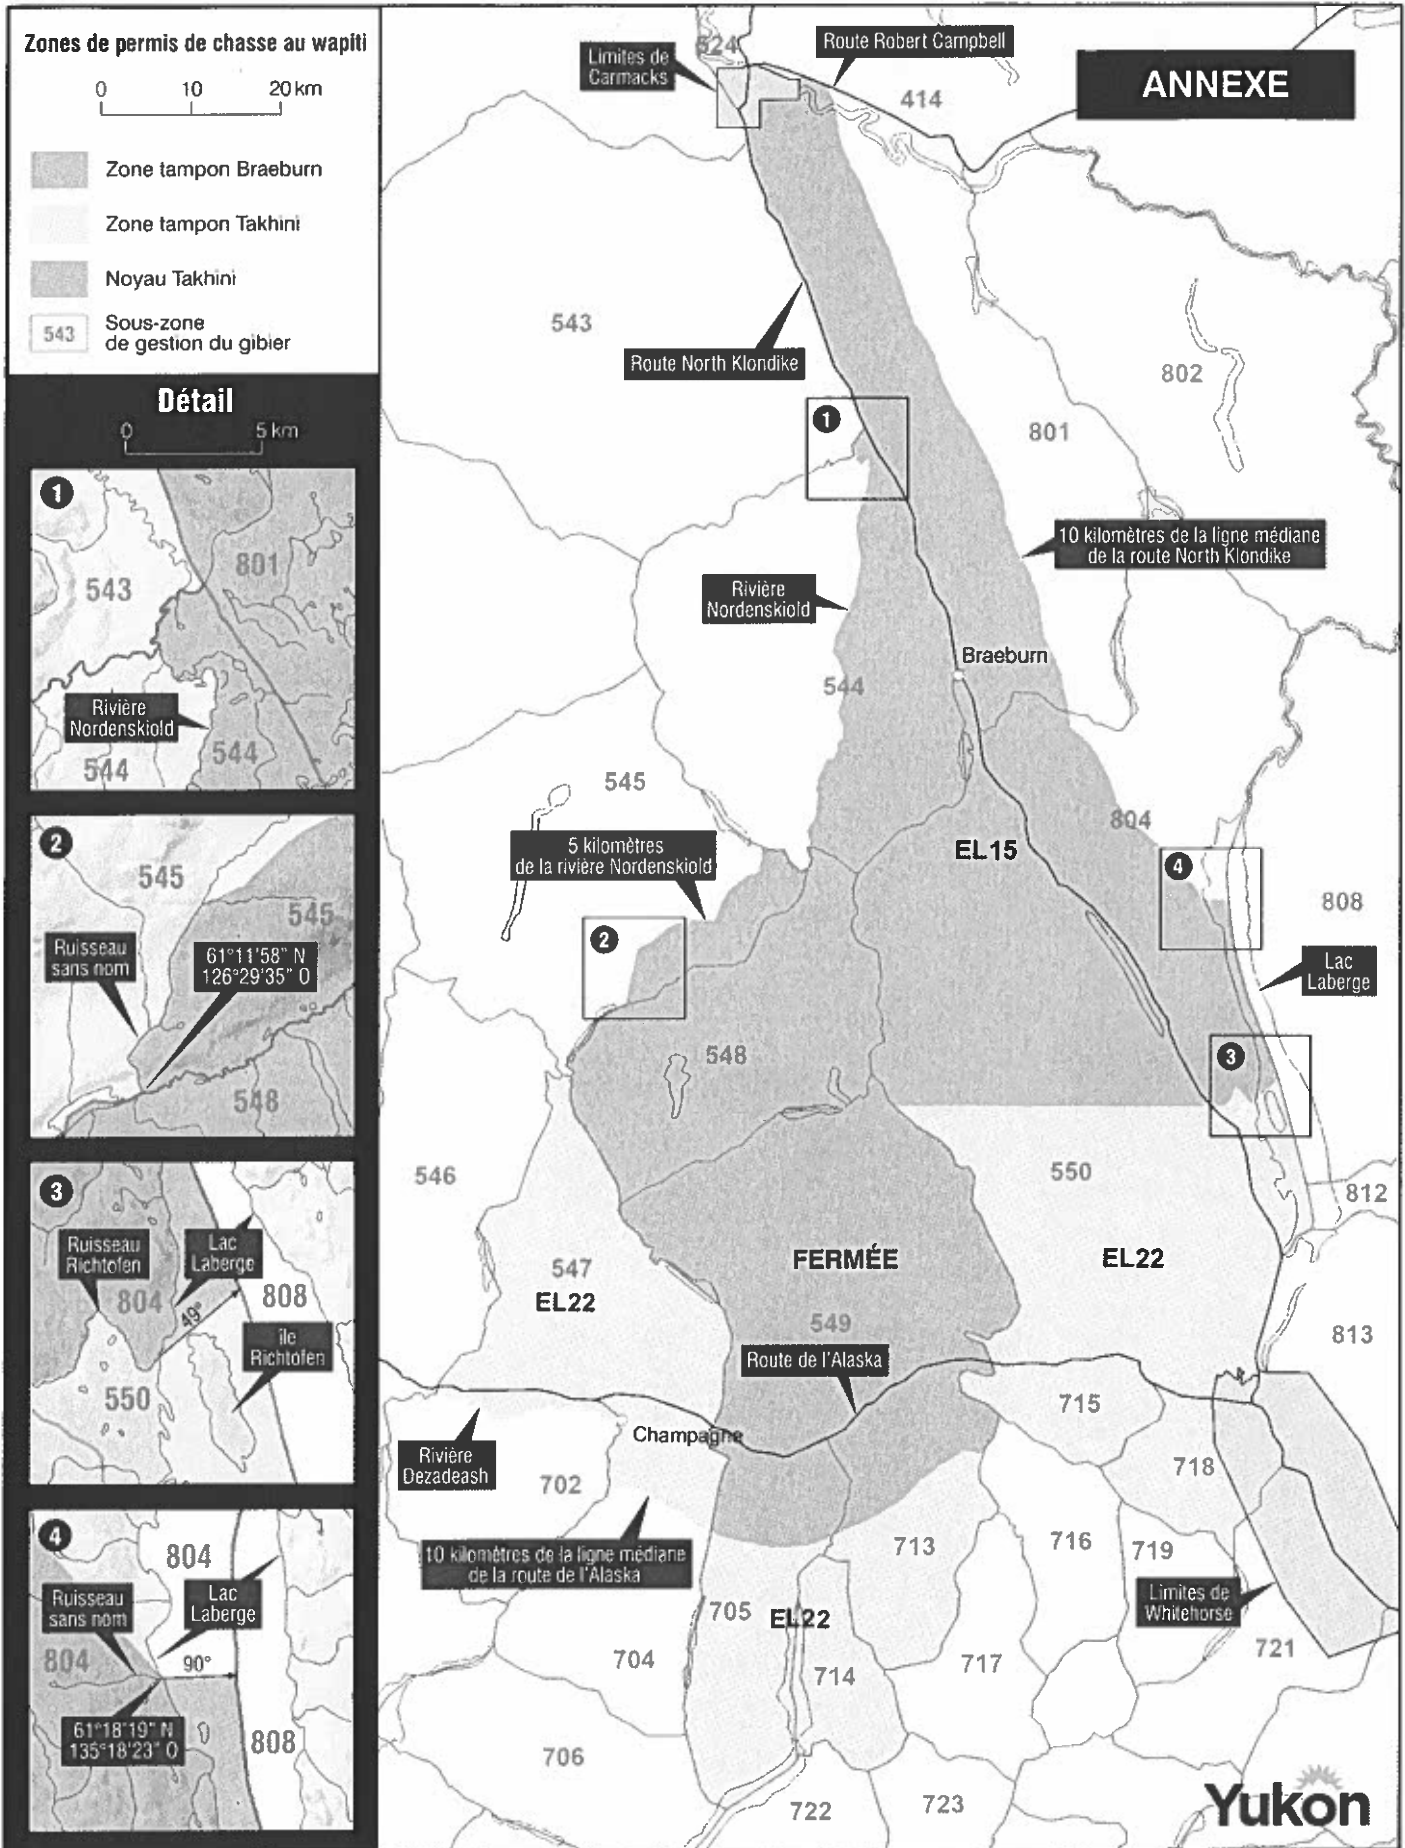 Zones de permis de chasse au wapiti
0 10 20 km
Zone tampon Braeburn
Zone tampon Takhini
Noyau Takhini
543
Sous-zone
de gestion du gibier
Détail
0 5 km
1
543
801
Rivière
Nordenskiold
544
544
2
545
545
Ruisseau
sans nom
61°11'58" N
126°29'35" O
548
3
Ruisseau
Richtofen
Lac
Laberge
804
49°
808
île
Richtofen
550
4
804
Ruisseau
sans nom
Lac
Laberge
804
90°
61°18'19" N
135°18'23" O
808
ANNEXE
524
Limites de
Carmacks
Route Robert Campbell
414
543
Route North Klondike
802
1
801
10 kilomètres de la ligne médiane
de la route North Klondike
Rivière
Nordenskiold
Braeburn
544
545
804
EL15
5 kilomètres
de la rivière Nordenskiold
4
808
2
Lac
Laberge
548
3
546
550
812
547
EL22
FERMÉE
EL22
549
813
Route de l'Alaska
715
Champagne
Rivière
Dezadeash
702
718
10 kilomètres de la ligne médiane
de la route de l'Alaska
713
716
719
Limites de
Whitehorse
705
EL22
721
704
714
717
706
722
723
Yukon